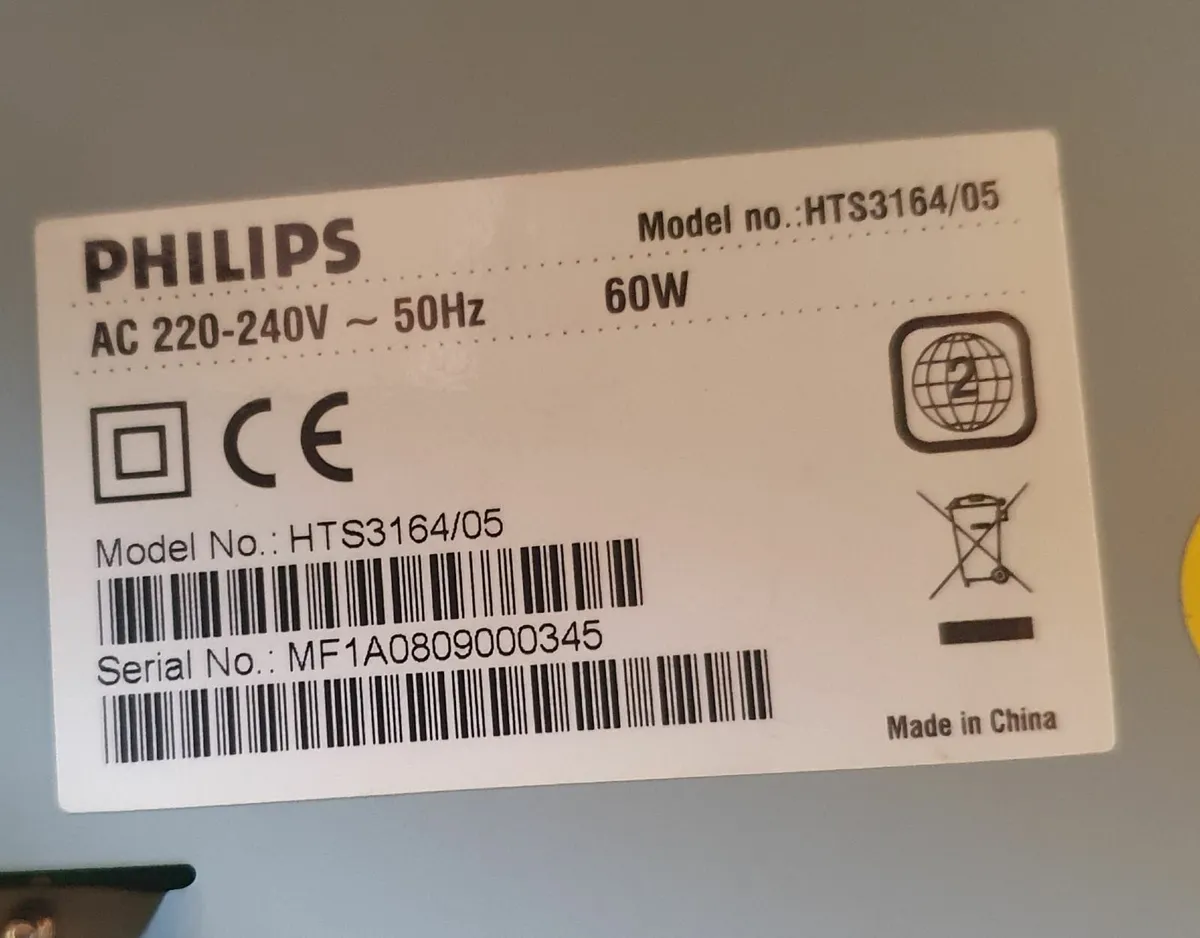 PHILIPS
Model no.:HTS3164/05
AC 220-240V ~ 50Hz 60W
2
CE
Model No.: HTS3164/05
Serial No.: MF1A0809000345
Made in China